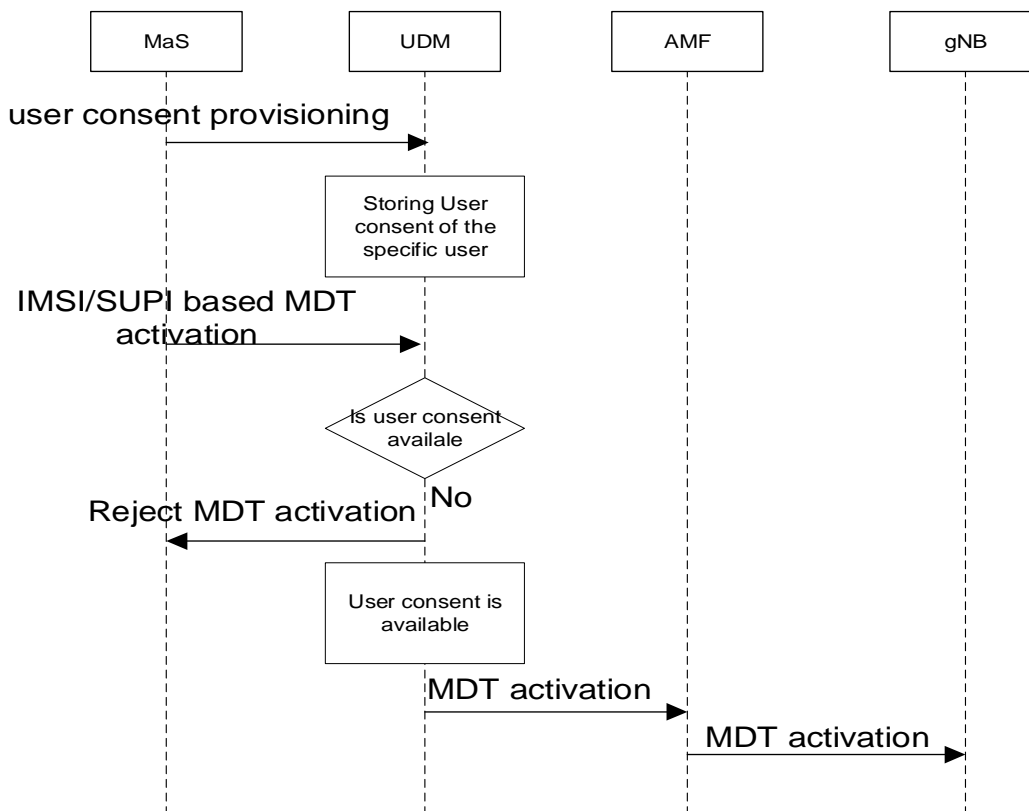 MaS
UDM
AMF
gNB
user consent provisioning
Storing User
consent of the
specific user
IMSI/SUPI based MDT
activation
Is user consent
availale
No
Reject MDT activation
User consent is
available
MDT activation
MDT activation